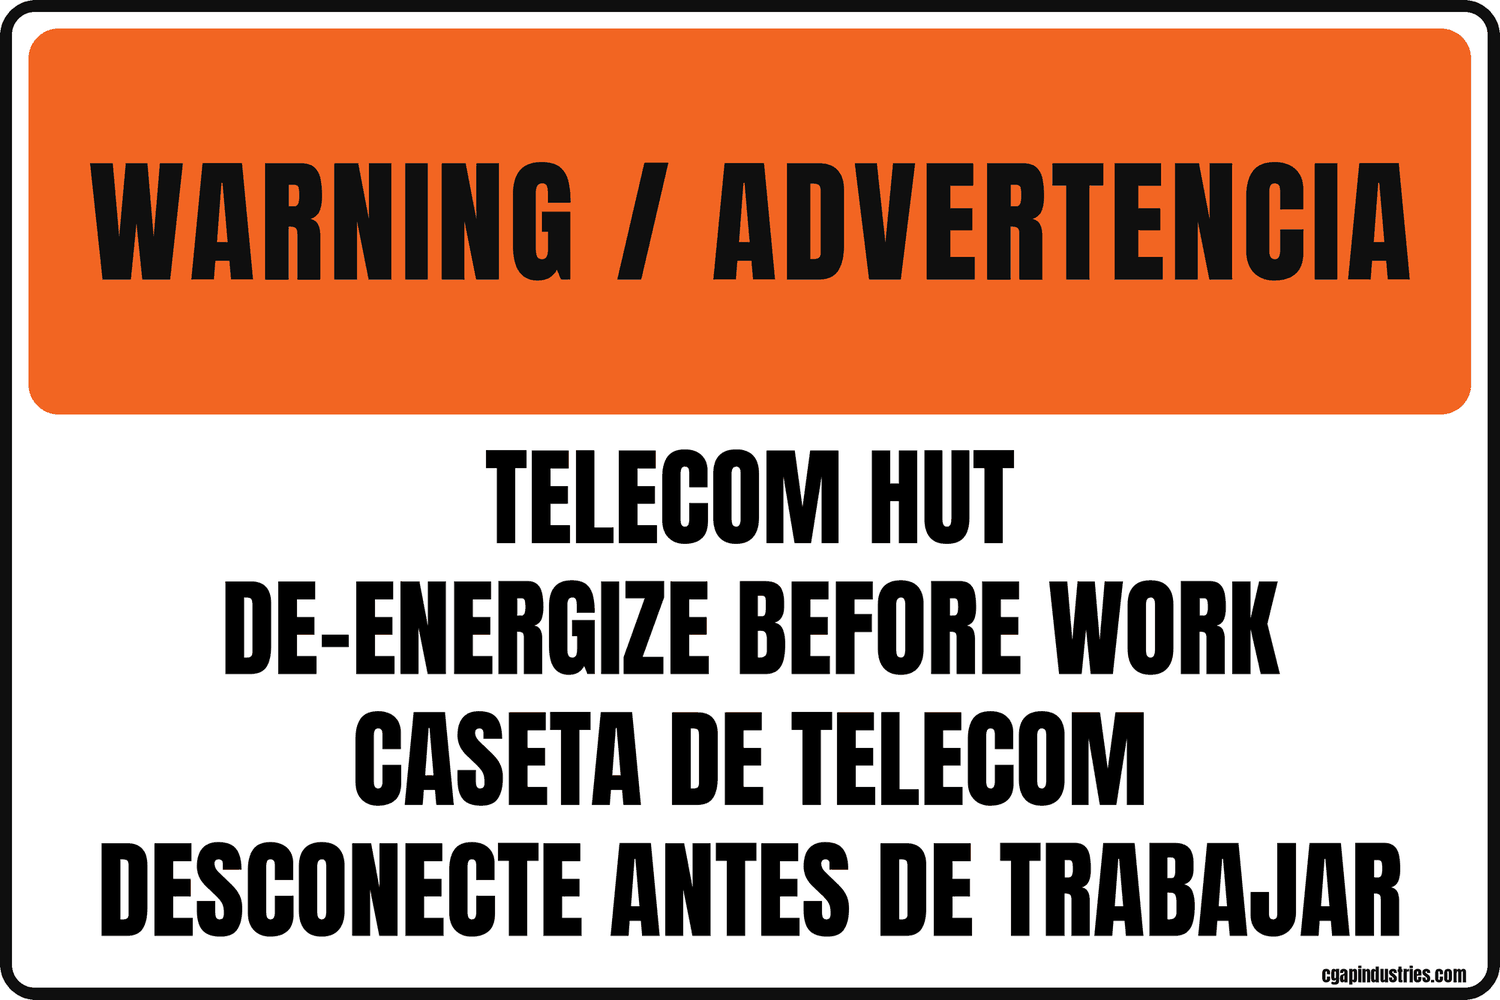 WARNING / ADVERTENCIA
TELECOM HUT
DE-ENERGIZE BEFORE WORK
CASETA DE TELECOM
DESCONECTE ANTES DE TRABAJAR
cgapindustries.com